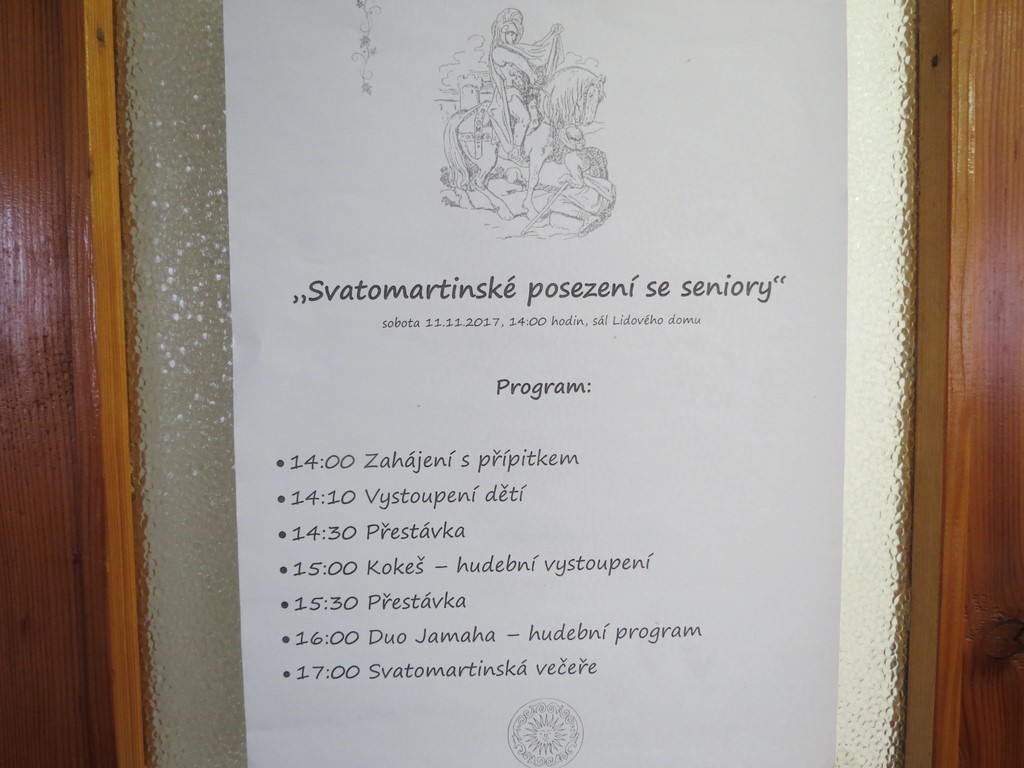 „Svatomartinské posezení se seniory“
sobota 11.11.2017, 14:00 hodin, sál Lidového domu
Program:
• 14:00 Zahájení s přípitkem
• 14:10 Vystoupení dětí
• 14:30 Přestávka
• 15:00 Kokeš – hudební vystoupení
• 15:30 Přestávka
• 16:00 Duo Jamaha – hudební program
• 17:00 Svatomartinská večeře